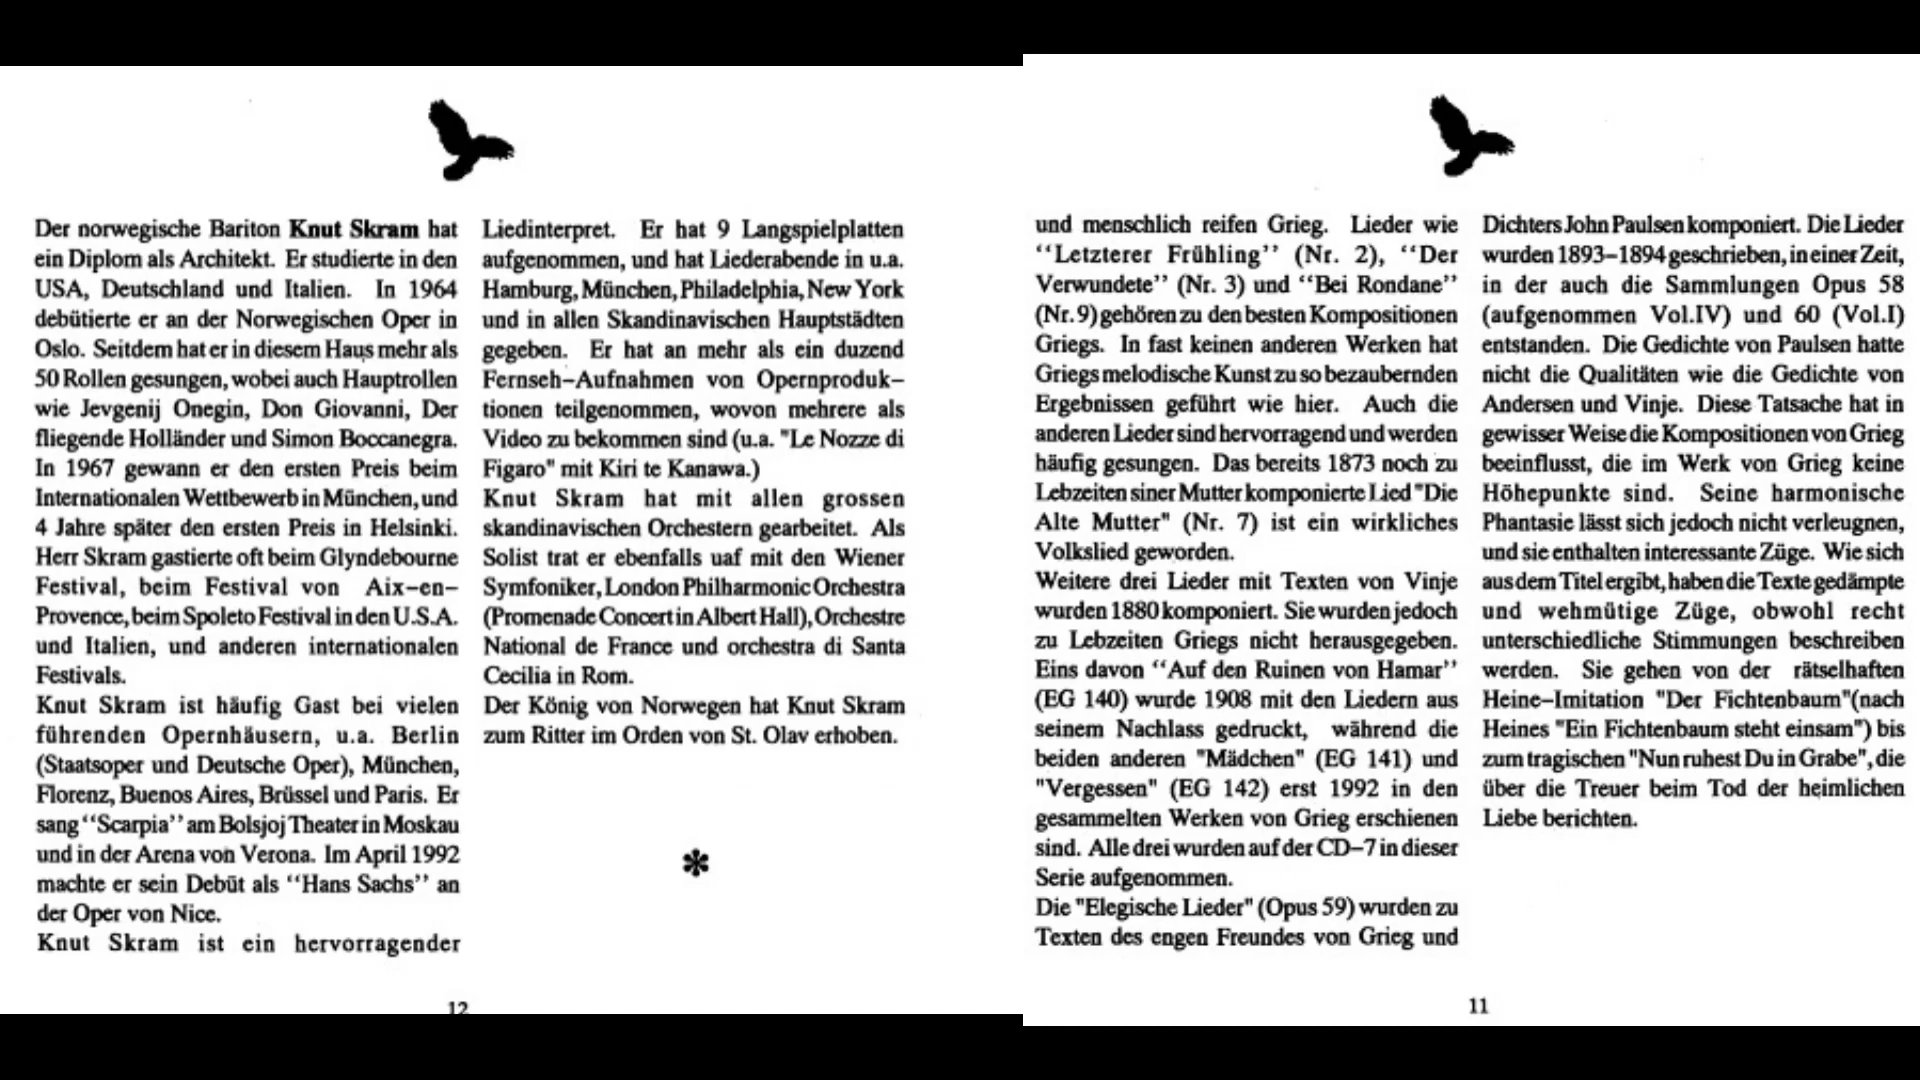 Der norwegische Bariton Knut Skram hat
ein Diplom als Architekt. Er studierte in den
USA, Deutschland und Italien. In 1964
debütierte er an der Norwegischen Oper in
Oslo. Seitdem hat er in diesem Haus mehr als
50 Rollen gesungen, wobei auch Hauptrollen
wie Jevgenij Onegin, Don Giovanni, Der
fliegende Holländer und Simon Boccanegra.
In 1967 gewann er den ersten Preis beim
Internationalen Wettbewerb in München, und
4 Jahre später den ersten Preis in Helsinki.
Herr Skram gastierte oft beim Glyndebourne
Festival, beim Festival von Aix-en-
Provence, beim Spoleto Festival in den U.S.A.
und Italien, und anderen internationalen
Festivals.
Knut Skram ist häufig Gast bei vielen
führenden Opernhäusern, u.a. Berlin
(Staatsoper und Deutsche Oper), München,
Florenz, Buenos Aires, Brüssel und Paris. Er
sang ‘‘Scarpia’’ am Bolsjoj Theater in Moskau
und in der Arena von Verona. Im April 1992
machte er sein Debüt als ‘‘Hans Sachs’’ an
der Oper von Nice.
Knut Skram ist ein hervorragender
Liedinterpret. Er hat 9 Langspielplatten
aufgenommen, und hat Liederabende in u.a.
Hamburg, München, Philadelphia, New York
und in allen Skandinavischen Hauptstädten
gegeben. Er hat an mehr als ein duzend
Fernseh-Aufnahmen von Opernproduk-
tionen teilgenommen, wovon mehrere als
Video zu bekommen sind (u.a. "Le Nozze di
Figaro" mit Kiri te Kanawa.)
Knut Skram hat mit allen grossen
skandinavischen Orchestern gearbeitet. Als
Solist trat er ebenfalls uaf mit den Wiener
Symfoniker, London Philharmonic Orchestra
(Promenade Concert in Albert Hall), Orchestre
National de France und orchestra di Santa
Cecilia in Rom.
Der König von Norwegen hat Knut Skram
zum Ritter im Orden von St. Olav erhoben.
12
und menschlich reifen Grieg. Lieder wie
‘‘Letzterer Frühling’’ (Nr. 2), ‘‘Der
Verwundete’’ (Nr. 3) und ‘‘Bei Rondane’’
(Nr. 9) gehören zu den besten Kompositionen
Griegs. In fast keinen anderen Werken hat
Griegs melodische Kunst zu so bezaubernden
Ergebnissen geführt wie hier. Auch die
anderen Lieder sind hervorragend und werden
häufig gesungen. Das bereits 1873 noch zu
Lebzeiten siner Mutter komponierte Lied "Die
Alte Mutter" (Nr. 7) ist ein wirkliches
Volkslied geworden.
Weitere drei Lieder mit Texten von Vinje
wurden 1880 komponiert. Sie wurden jedoch
zu Lebzeiten Griegs nicht herausgegeben.
Eins davon ‘‘Auf den Ruinen von Hamar’’
(EG 140) wurde 1908 mit den Liedern aus
seinem Nachlass gedruckt, während die
beiden anderen "Mädchen" (EG 141) und
"Vergessen" (EG 142) erst 1992 in den
gesammelten Werken von Grieg erschienen
sind. Alle drei wurden auf der CD-7 in dieser
Serie aufgenommen.
Die "Elegische Lieder" (Opus 59) wurden zu
Texten des engen Freundes von Grieg und
Dichters John Paulsen komponiert. Die Lieder
wurden 1893-1894 geschrieben, in einer Zeit,
in der auch die Sammlungen Opus 58
(aufgenommen Vol.IV) und 60 (Vol.I)
entstanden. Die Gedichte von Paulsen hatte
nicht die Qualitäten wie die Gedichte von
Andersen und Vinje. Diese Tatsache hat in
gewisser Weise die Kompositionen von Grieg
beeinflusst, die im Werk von Grieg keine
Höhepunkte sind. Seine harmonische
Phantasie lässt sich jedoch nicht verleugnen,
und sie enthalten interessante Züge. Wie sich
aus dem Titel ergibt, haben die Texte gedämpte
und wehmütige Züge, obwohl recht
unterschiedliche Stimmungen beschreiben
werden. Sie gehen von der rätselhaften
Heine-Imitation "Der Fichtenbaum"(nach
Heines "Ein Fichtenbaum steht einsam") bis
zum tragischen "Nun ruhest Du in Grabe", die
über die Treuer beim Tod der heimlichen
Liebe berichten.
11